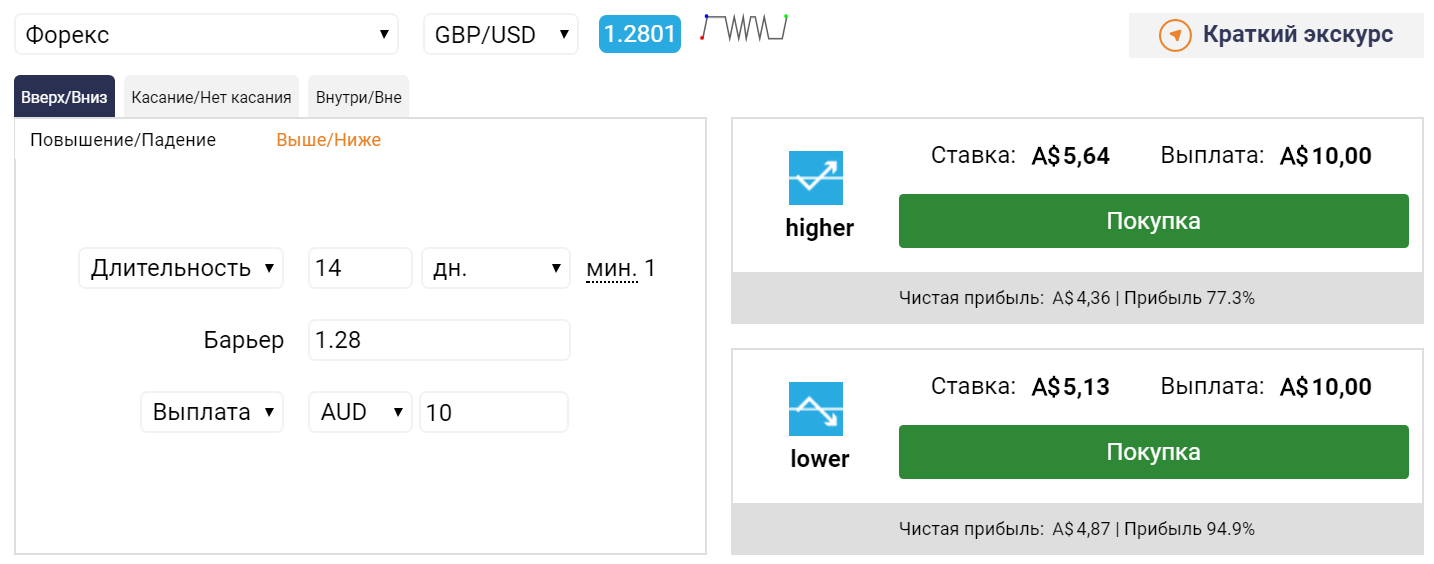 Форекс GBP/USD 1.2801 Краткий экскурс
Вверх/Вниз Касание/Нет касания Внутри/Вне
Повышение/Падение Выше/Ниже
Длительность 14 дн. мин. 1
Барьер 1.28
Выплата AUD 10
Ставка: A$5,64 Выплата: A$10,00
Покупка
higher
Чистая прибыль: A$4,36 | Прибыль 77.3%
Ставка: A$5,13 Выплата: A$10,00
Покупка
lower
Чистая прибыль: A$4,87 | Прибыль 94.9%